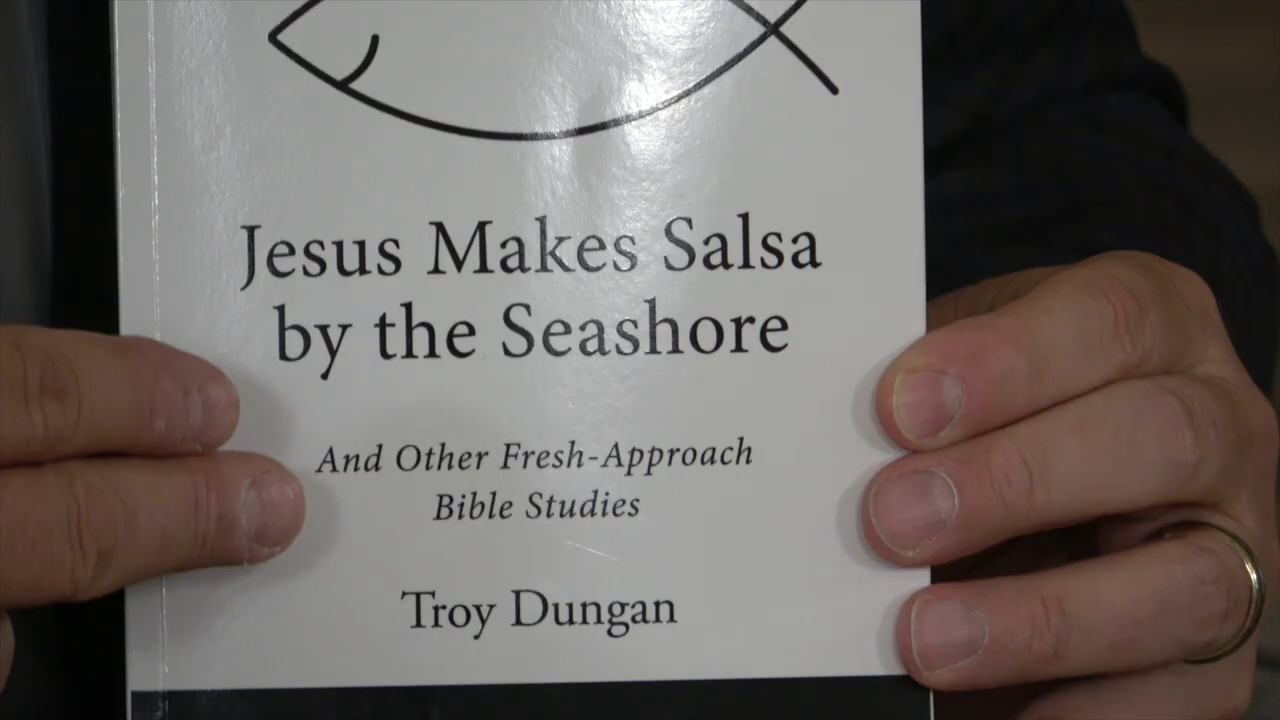 Jesus Makes Salsa
by the Seashore
And Other Fresh-Approach
Bible Studies
Troy Dungan